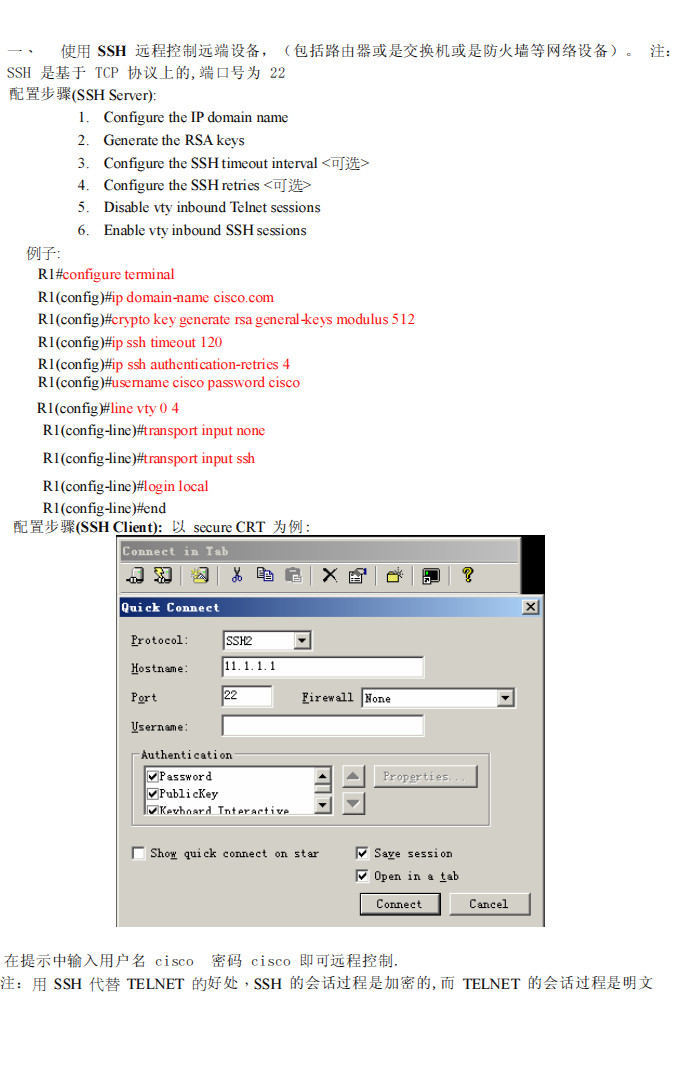 一、 使用 SSH 远程控制远端设备，（包括路由器或是交换机或是防火墙等网络设备）。 注：
SSH 是基于 TCP 协议上的,端口号为 22
配置步骤(SSH Server):
1. Configure the IP domain name
2. Generate the RSA keys
3. Configure the SSH timeout interval <可选>
4. Configure the SSH retries <可选>
5. Disable vty inbound Telnet sessions
6. Enable vty inbound SSH sessions
例子:
R1#configure terminal
R1(config)#ip domain-name cisco.com
R1(config)#crypto key generate rsa general-keys modulus 512
R1(config)#ip ssh timeout 120
R1(config)#ip ssh authentication-retries 4
R1(config)#username cisco password cisco
R1(config)#line vty 0 4
R1(config-line)#transport input none
R1(config-line)#transport input ssh
R1(config-line)#login local
R1(config-line)#end
配置步骤(SSH Client): 以 secure CRT 为例:
Connect in Tab
Quick Connect
Protocol: SSH2
Hostname: 11.1.1.1
Port 22 Firewall None
Username:
Authentication
Password
PublicKey Properties...
Keyboard Interactive
Show quick connect on star Save session
Open in a tab
Connect Cancel
在提示中输入用户名 cisco 密码 cisco 即可远程控制.
注：用 SSH 代替 TELNET 的好处，SSH 的会话过程是加密的,而 TELNET 的会话过程是明文